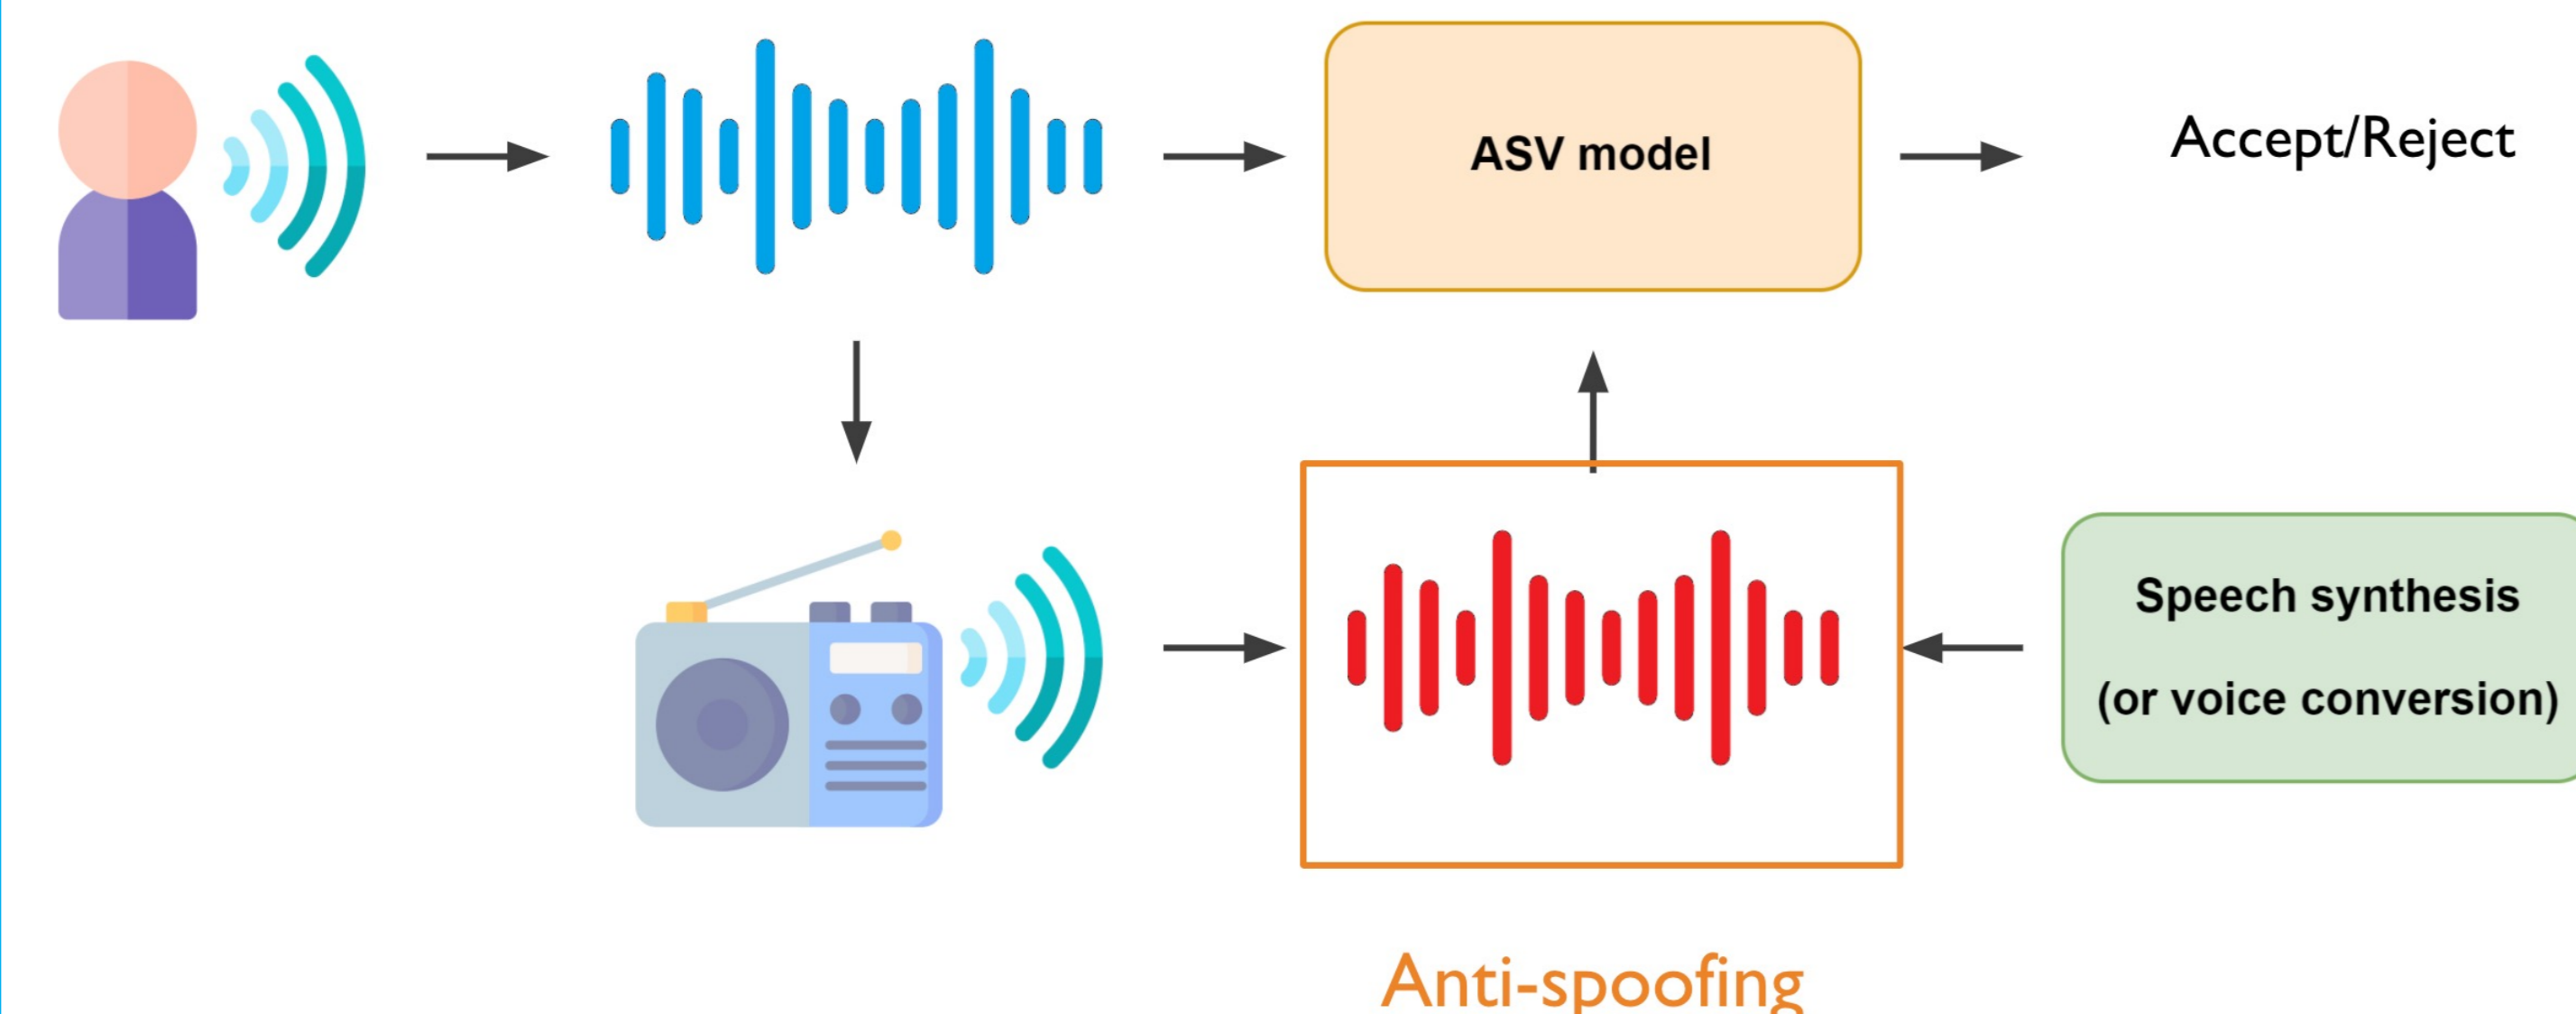 ASV model
Accept/Reject
Speech synthesis
(or voice conversion)
Anti-spoofing